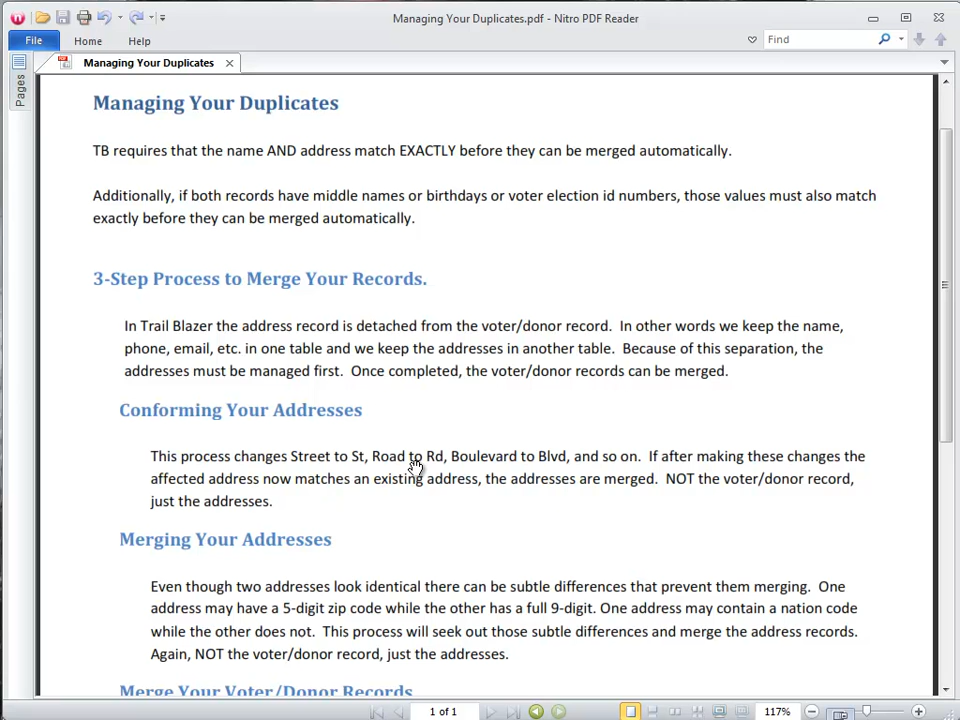 Managing Your Duplicates.pdf - Nitro PDF Reader
File
Home
Help
Find
Managing Your Duplicates
Pages
Managing Your Duplicates
TB requires that the name AND address match EXACTLY before they can be merged automatically.
Additionally, if both records have middle names or birthdays or voter election id numbers, those values must also match
exactly before they can be merged automatically.
3-Step Process to Merge Your Records.
In Trail Blazer the address record is detached from the voter/donor record.  In other words we keep the name,
phone, email, etc. in one table and we keep the addresses in another table.  Because of this separation, the
addresses must be managed first.  Once completed, the voter/donor records can be merged.
Conforming Your Addresses
This process changes Street to St, Road to Rd, Boulevard to Blvd, and so on.  If after making these changes the
affected address now matches an existing address, the addresses are merged.  NOT the voter/donor record,
just the addresses.
Merging Your Addresses
Even though two addresses look identical there can be subtle differences that prevent them merging.  One
address may have a 5-digit zip code while the other has a full 9-digit. One address may contain a nation code
while the other does not.  This process will seek out those subtle differences and merge the address records.
Again, NOT the voter/donor record, just the addresses.
Merge Your Voter/Donor Records
1 of 1
117%